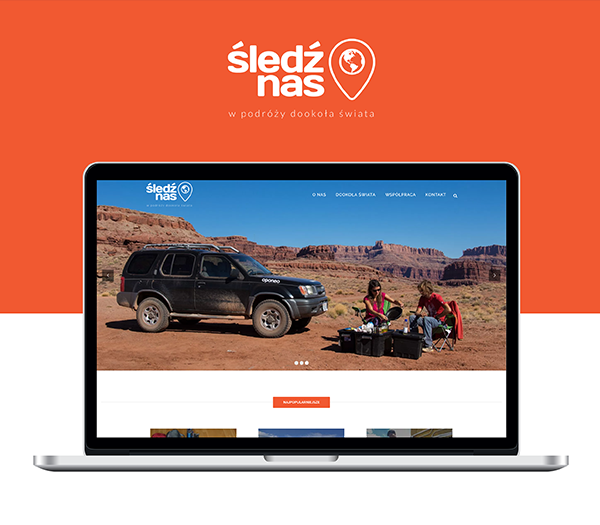 śledź
nas
w podróży dookoła świata
śledź
nas
w podróży dookoła świata
O NAS DOOKOŁA ŚWIATA WSPÓŁPRACA KONTAKT
oponeo
NAJPOPULARNIEJSZE